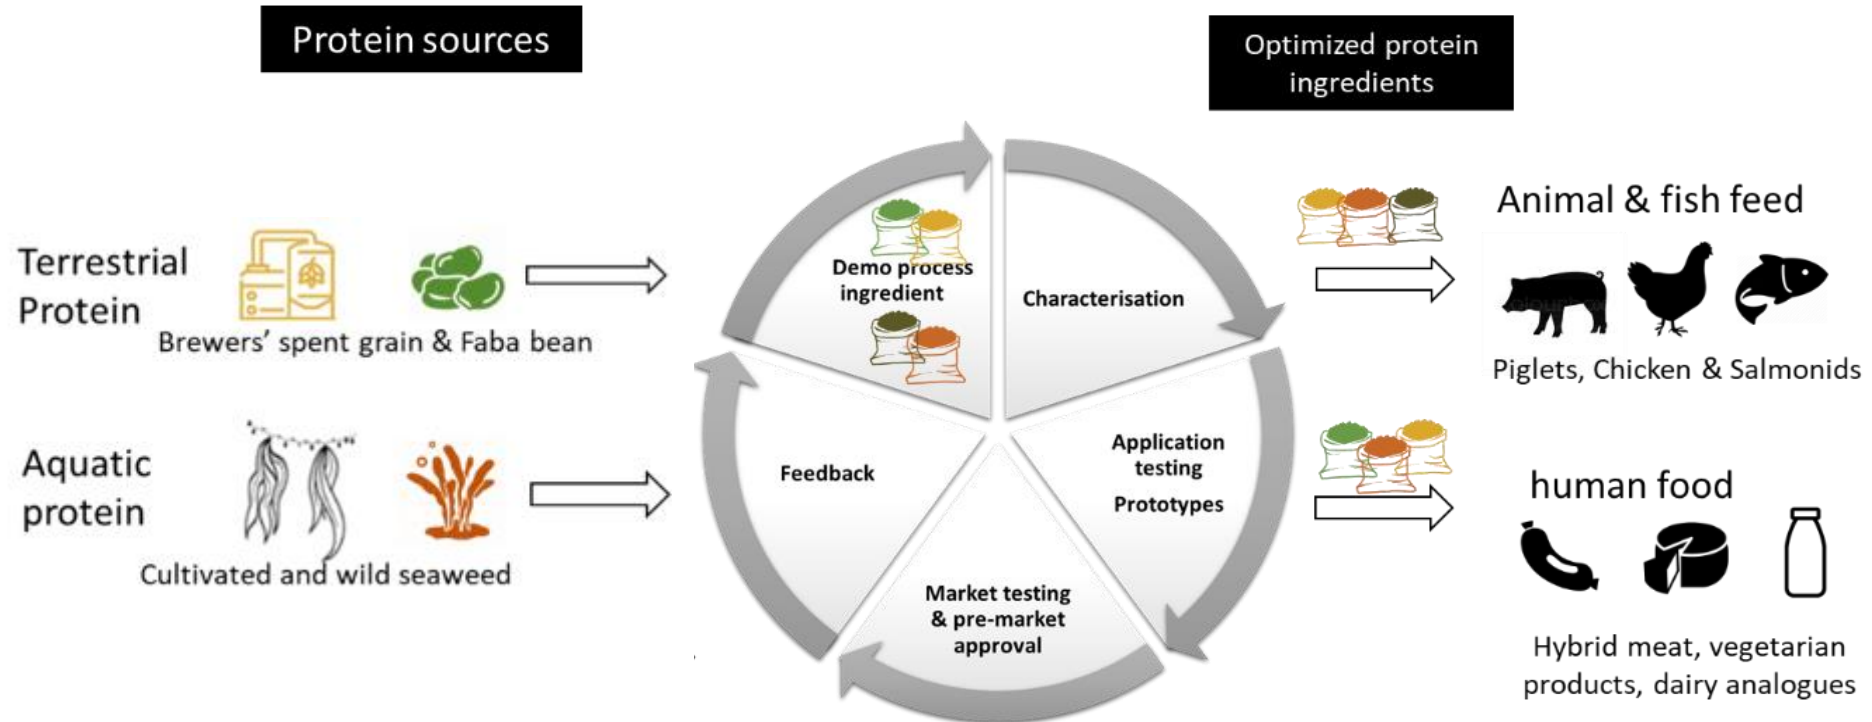 Protein sources
Optimized protein
ingredients
Terrestrial
Protein
Brewers' spent grain & Faba bean
Aquatic
protein
Cultivated and wild seaweed
Demo process
ingredient
Characterisation
Application
testing
Prototypes
Market testing
& pre-market
approval
Feedback
Animal & fish feed
Piglets, Chicken & Salmonids
human food
Hybrid meat, vegetarian
products, dairy analogues